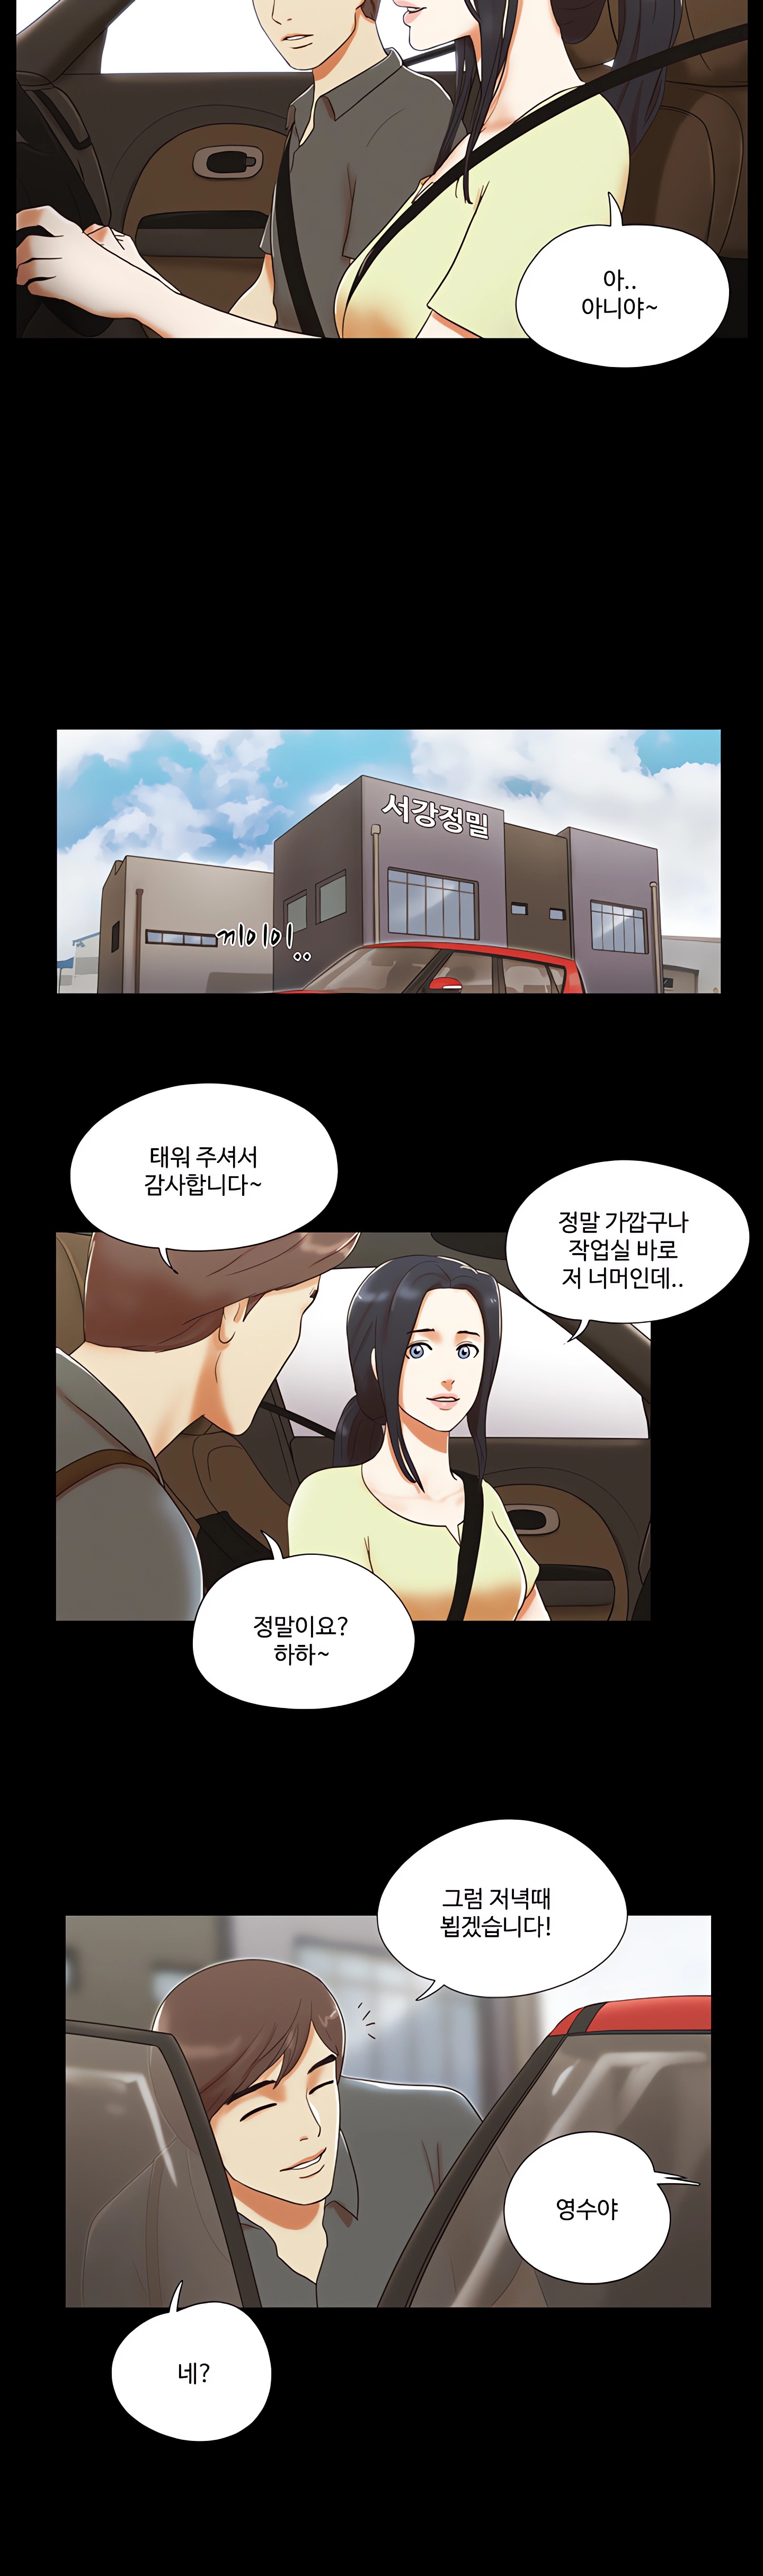 아..
아니야~
서강정밀
끼이이이..
태워 주셔서
감사합니다~
정말 가깝구나
작업실 바로
저 너머인데..
정말이요?
하하~
그럼 저녁때
뵙겠습니다!
영수야
네?